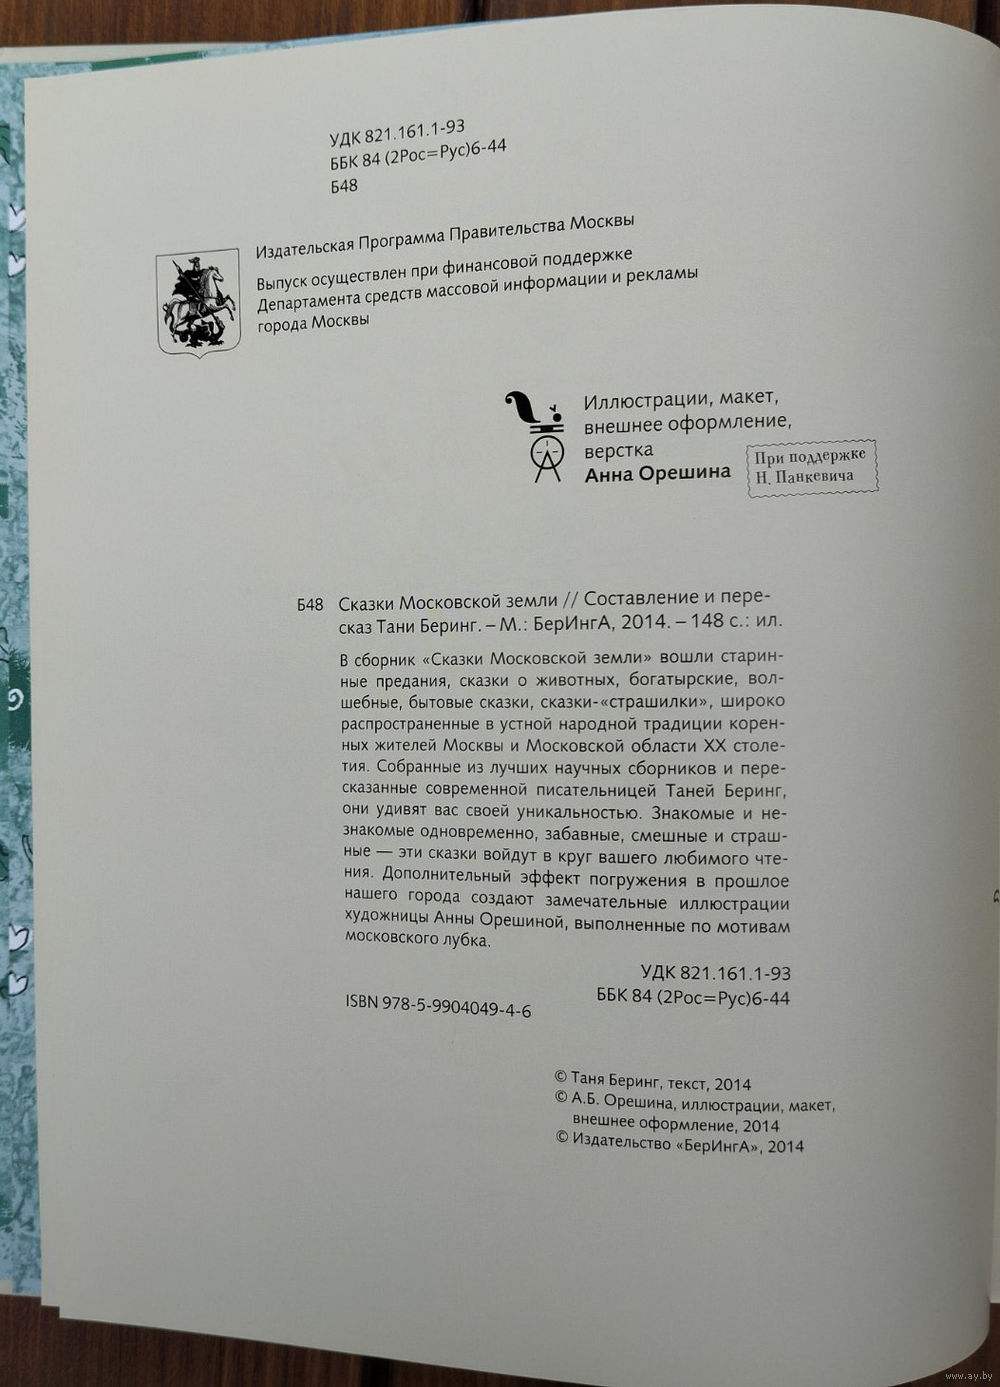 УДК 821.161.1-93
ББК 84 (2Рос=Рус)6-44
Б48
Издательская Программа Правительства Москвы
Выпуск осуществлен при финансовой поддержке
Департамента средств массовой информации и рекламы
города Москвы
Иллюстрации, макет,
внешнее оформление,
верстка
Анна Орешина
При поддержке
Н. Панкевича
Б48 Сказки Московской земли // Составление и пере-
сказ Тани Беринг. – М.: БерИнгА, 2014. – 148 с.: ил.
В сборник «Сказки Московской земли» вошли старин-
ные предания, сказки о животных, богатырские, вол-
шебные, бытовые сказки, сказки-«страшилки», широко
распространенные в устной народной традиции корен-
ных жителей Москвы и Московской области XX столе-
тия. Собранные из лучших научных сборников и пере-
сказанные современной писательницей Таней Беринг,
они удивят вас своей уникальностью. Знакомые и не-
знакомые одновременно, забавные, смешные и страш-
ные — эти сказки войдут в круг вашего любимого чте-
ния. Дополнительный эффект погружения в прошлое
нашего города создают замечательные иллюстрации
художницы Анны Орешиной, выполненные по мотивам
московского лубка.
УДК 821.161.1-93
ББК 84 (2Рос=Рус)6-44
ISBN 978-5-9904049-4-6
© Таня Беринг, текст, 2014
© А.Б. Орешина, иллюстрации, макет,
внешнее оформление, 2014
© Издательство «БерИнгА», 2014
www.ay.by